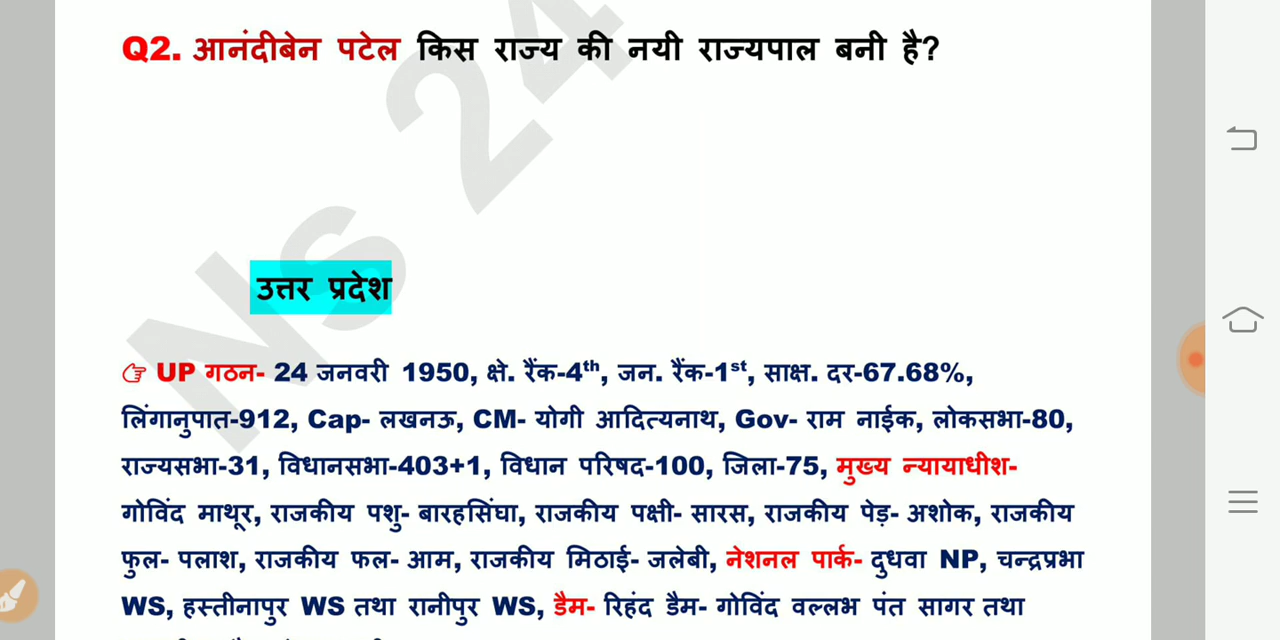 Q2. आनंदीबेन पटेल किस राज्य की नयी राज्यपाल बनी है?
Ns 24
उत्तर प्रदेश
UP गठन- 24 जनवरी 1950, क्षे. रैंक-4th, जन. रैंक-1st, साक्ष. दर-67.68%,
लिंगानुपात-912, Cap- लखनऊ, CM- योगी आदित्यनाथ, Gov- राम नाईक, लोकसभा-80,
राज्यसभा-31, विधानसभा-403+1, विधान परिषद-100, जिला-75, मुख्य न्यायाधीश-
गोविंद माथूर, राजकीय पशु- बारहसिंघा, राजकीय पक्षी- सारस, राजकीय पेड़- अशोक, राजकीय
फुल- पलाश, राजकीय फल- आम, राजकीय मिठाई- जलेबी, नेशनल पार्क- दुधवा NP, चन्द्रप्रभा
WS, हस्तीनापुर WS तथा रानीपुर WS, डैम- रिहंद डैम- गोविंद वल्लभ पंत सागर तथा